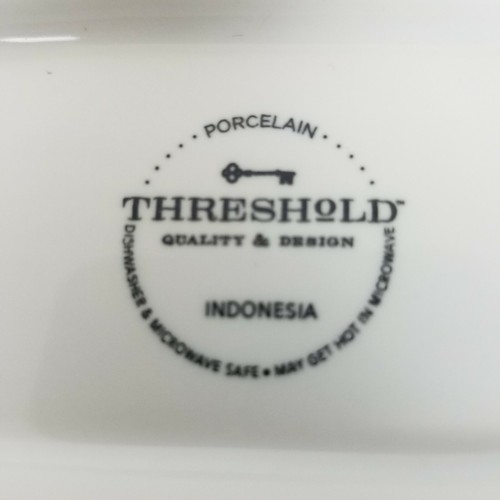 PORCELAIN
THRESHOLD™
QUALITY & DESIGN
INDONESIA
DISHWASHER & MICROWAVE SAFE • MAY GET HOT IN MICROWAVE